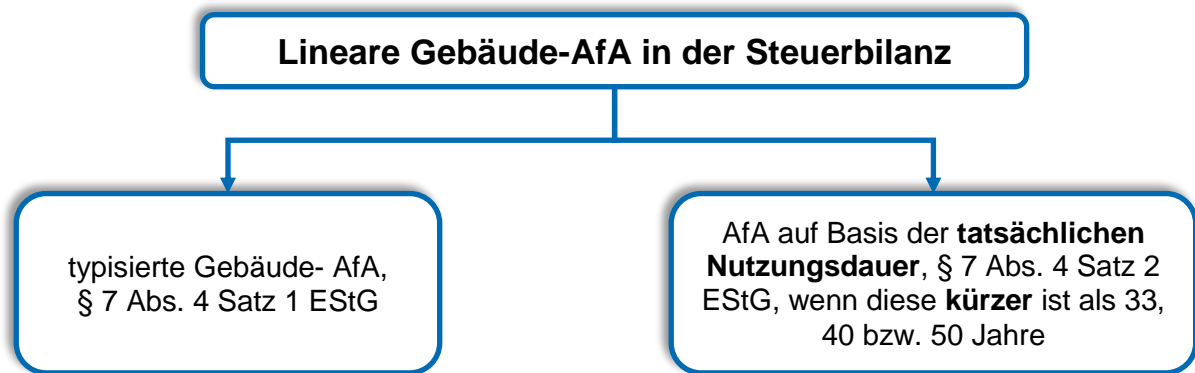 Lineare Gebäude-AfA in der Steuerbilanz
typisierte Gebäude- AfA,
§ 7 Abs. 4 Satz 1 EStG
AfA auf Basis der tatsächlichen
Nutzungsdauer, § 7 Abs. 4 Satz 2
EStG, wenn diese kürzer ist als 33,
40 bzw. 50 Jahre